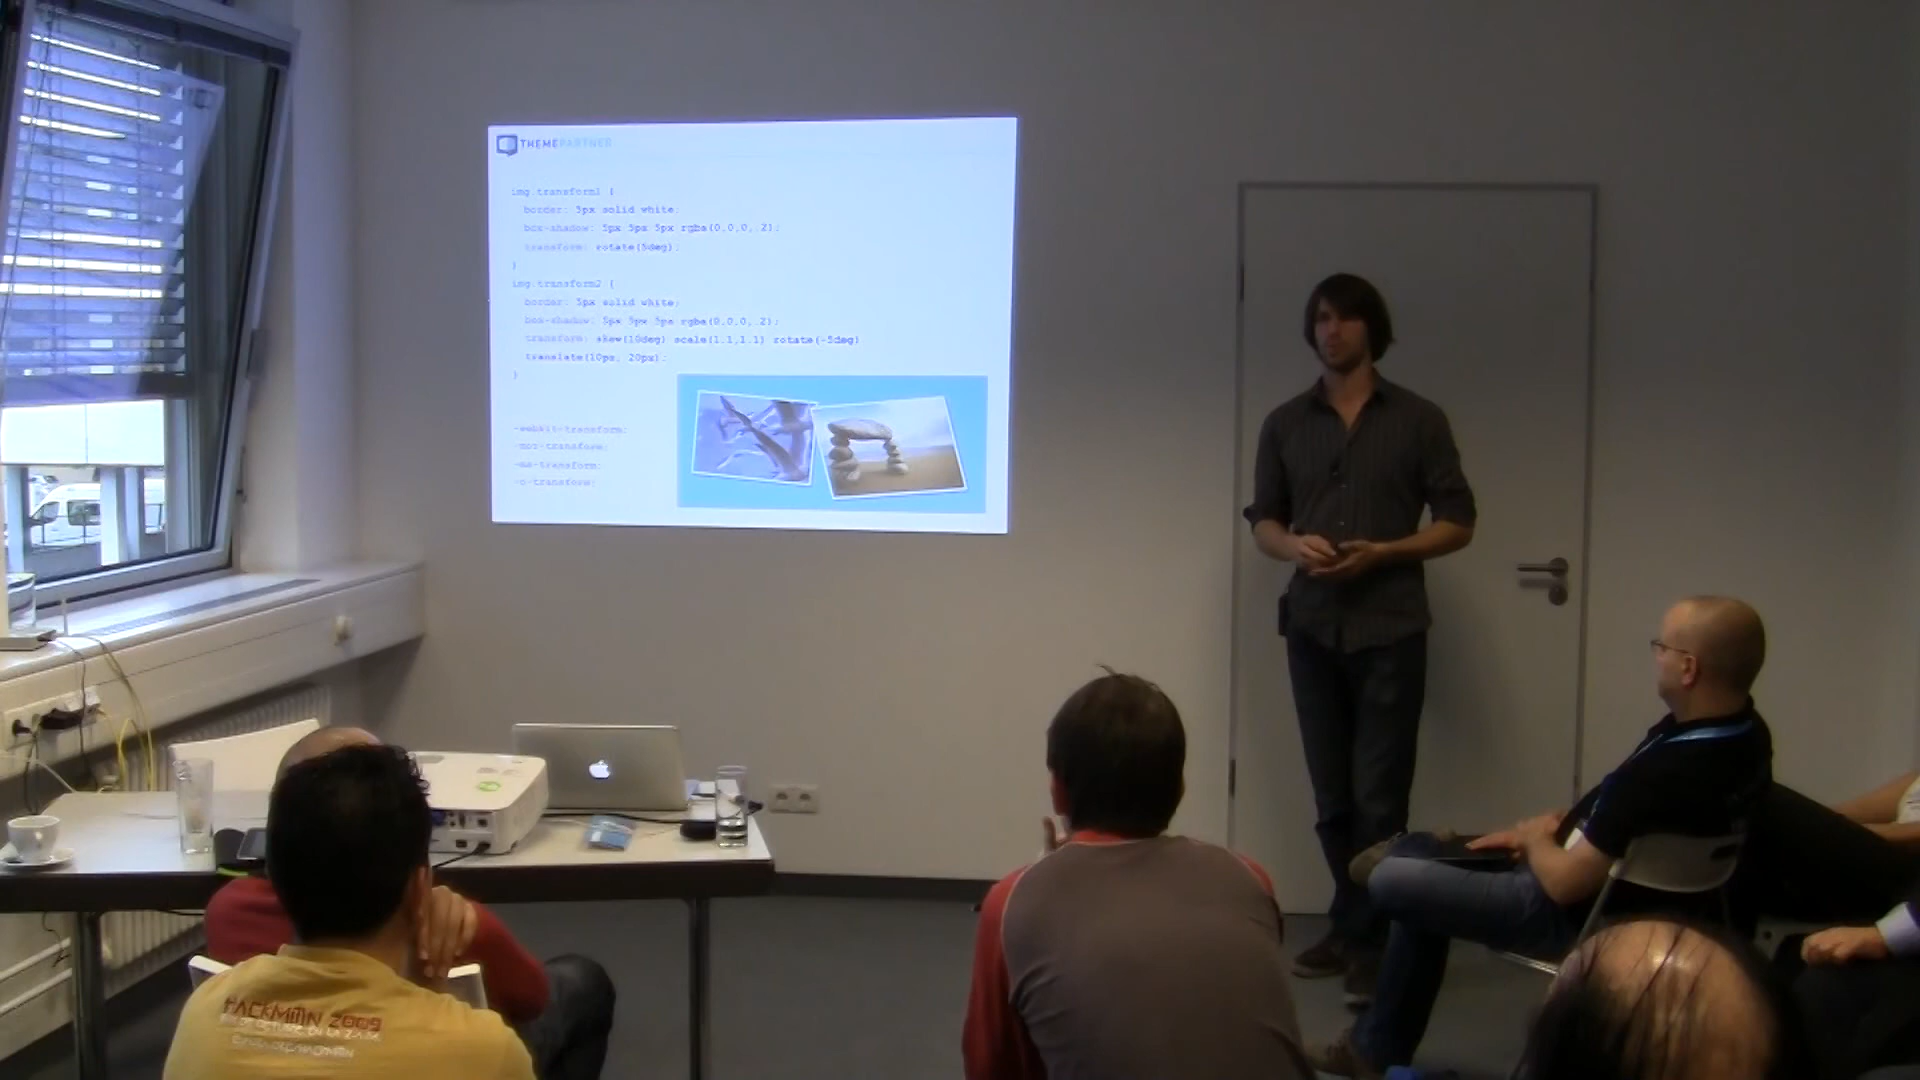 THEMEPARTNER
img.transform1 {
border: 5px solid white;
box-shadow: 5px 5px 5px rgba(0,0,0,.2);
transform: rotate(5deg);
}
img.transform2 {
border: 5px solid white;
box-shadow: 5px 5px 5px rgba(0,0,0,.2);
transform: skew(10deg) scale(1.1,1.1) rotate(-5deg)
translate(10px, 20px);
}
-webkit-transform:
-moz-transform:
-ms-transform:
-o-transform:
HACKMITIN 2009